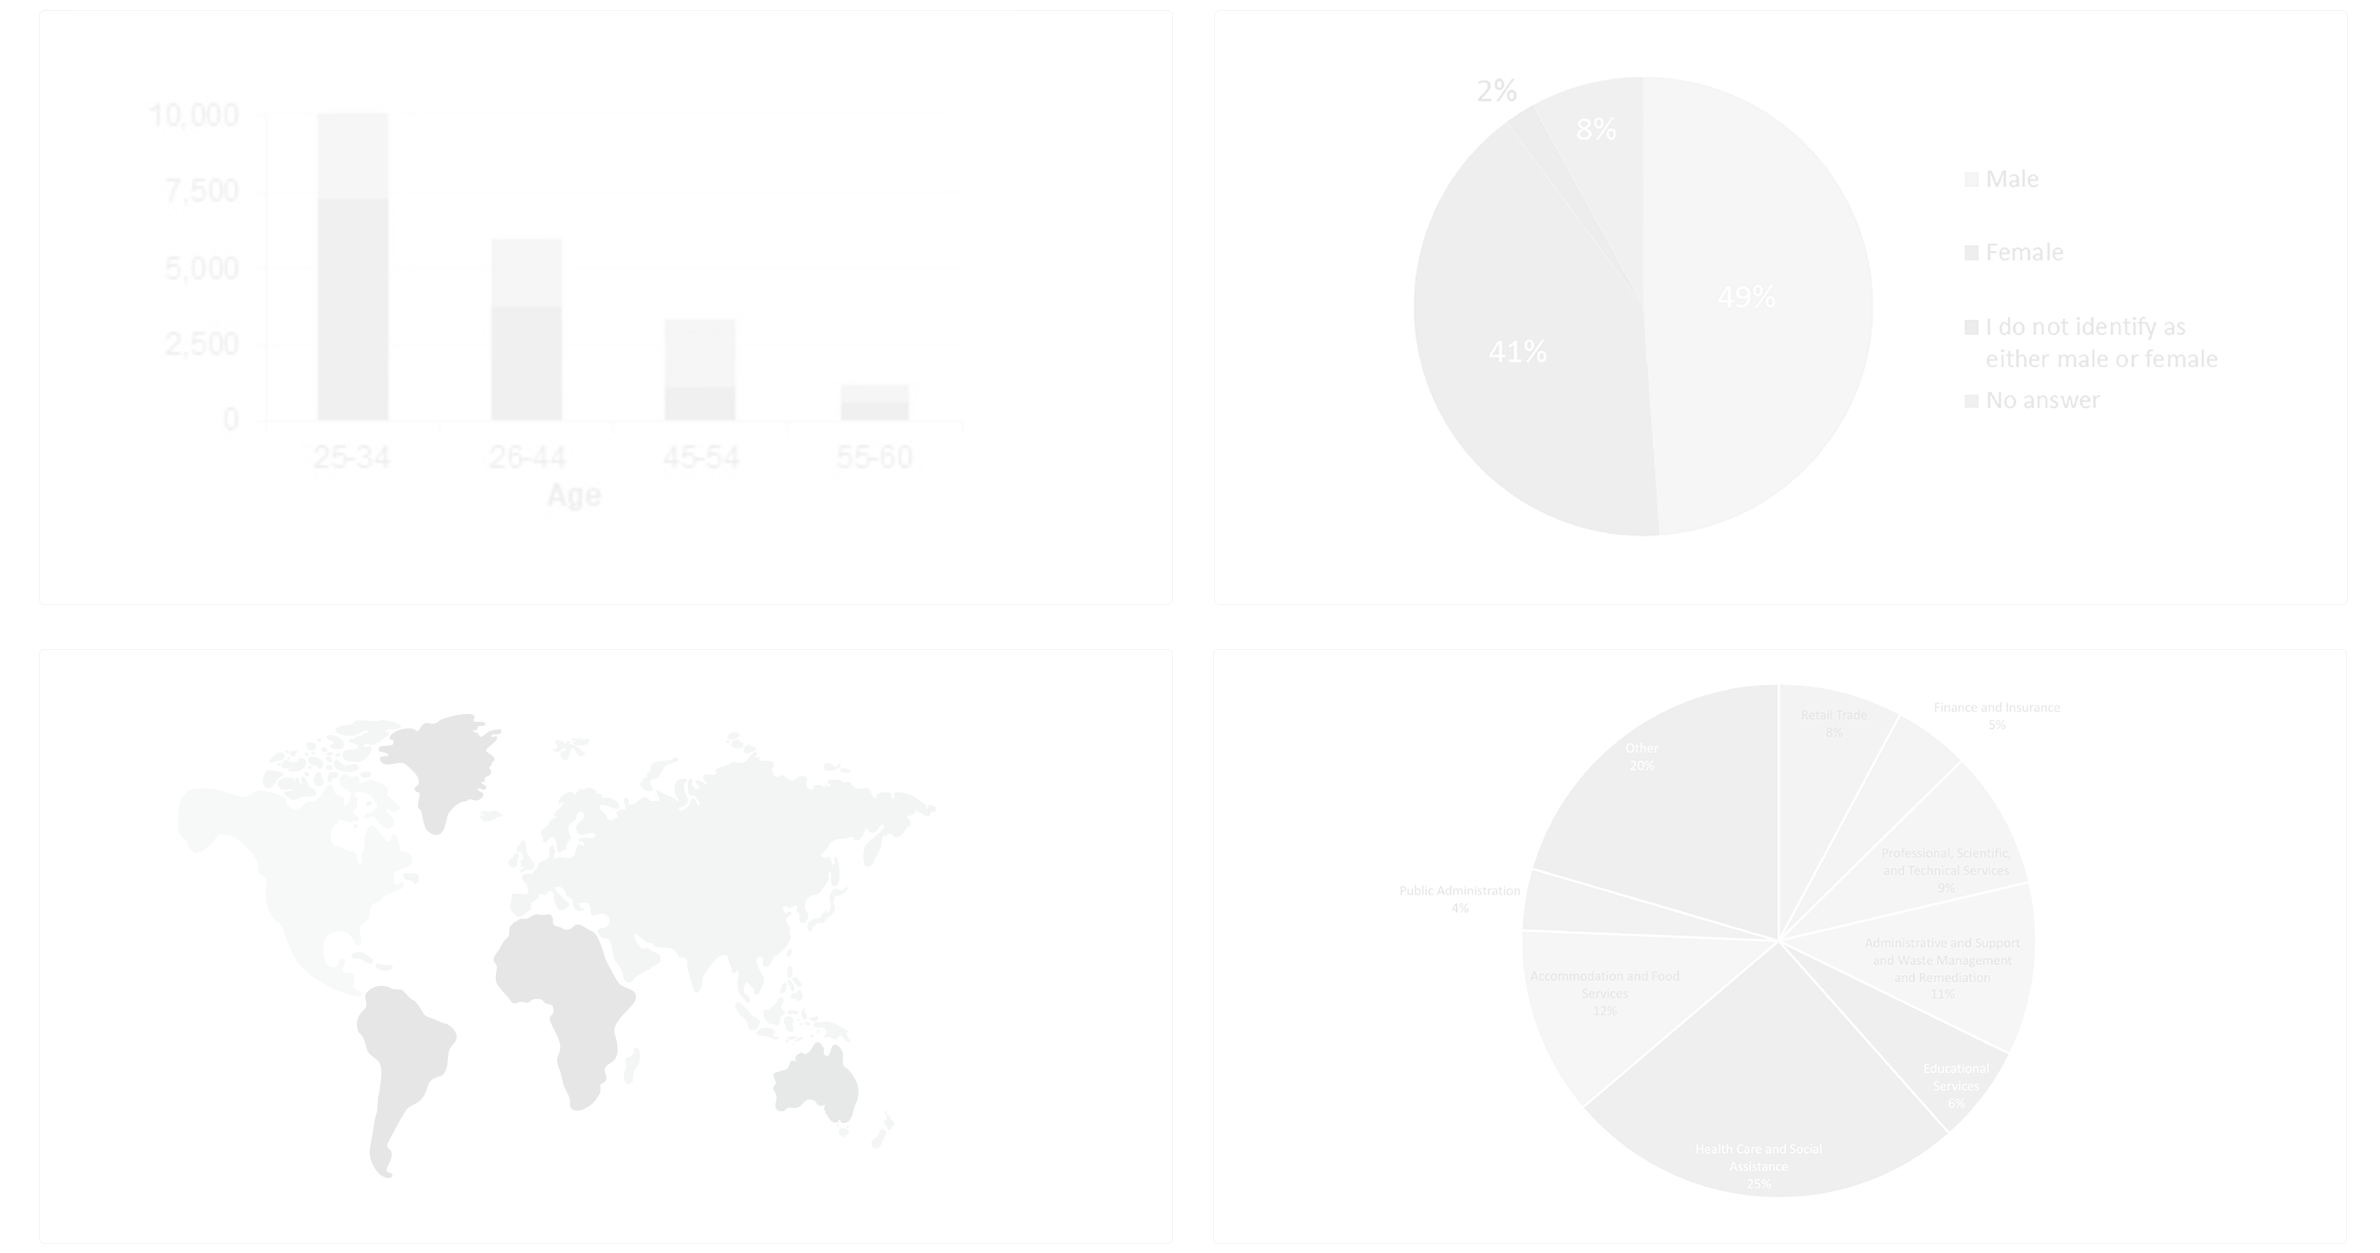 10,000
7,500
5,000
2,500
0
25-34
26-44
45-54
55-60
Age
2%
8%
49%
41%
Male
Female
I do not identify as
either male or female
No answer
Retail Trade
8%
Finance and Insurance
5%
Other
20%
Professional, Scientific,
and Technical Services
9%
Public Administration
4%
Administrative and Support
and Waste Management
and Remediation
11%
Accommodation and Food
Services
12%
Educational
Services
6%
Health Care and Social
Assistance
25%